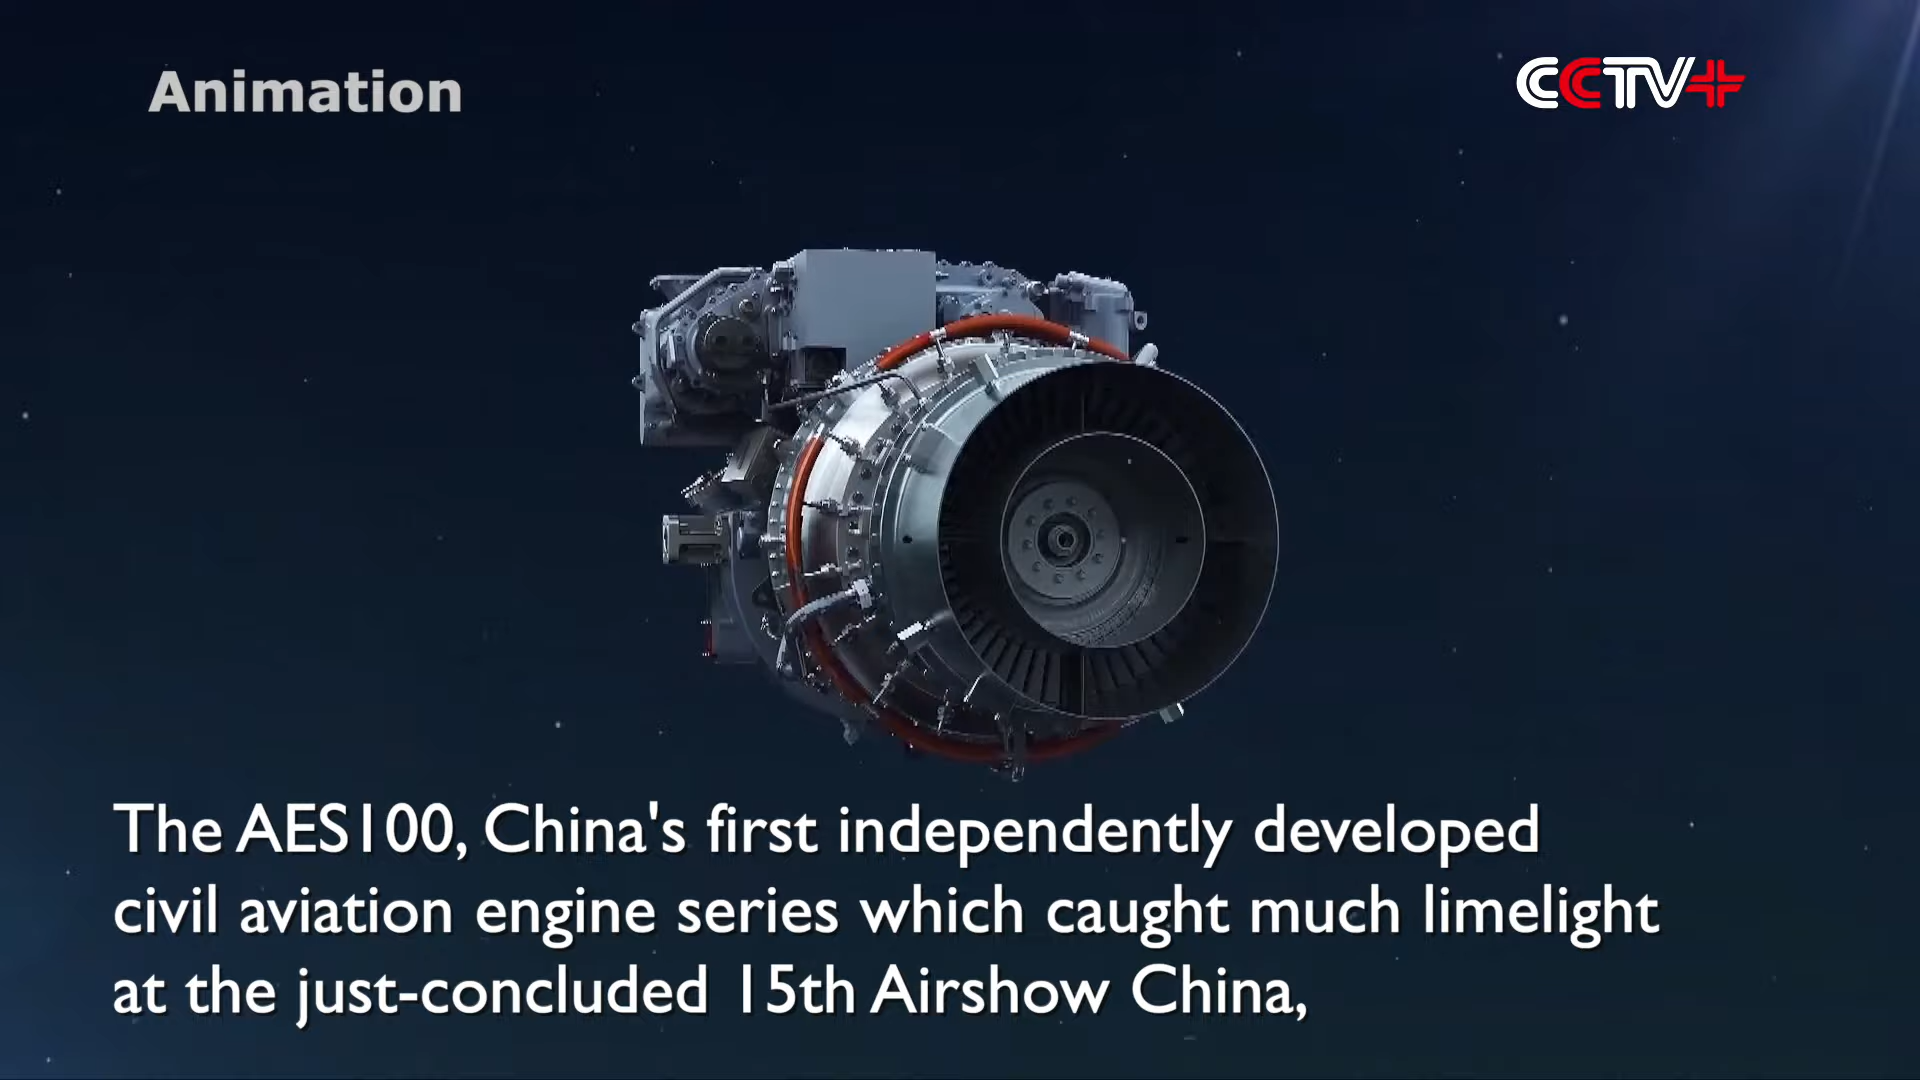 Animation
CCTV+
The AES100, China's first independently developed
civil aviation engine series which caught much limelight
at the just-concluded 15th Airshow China,